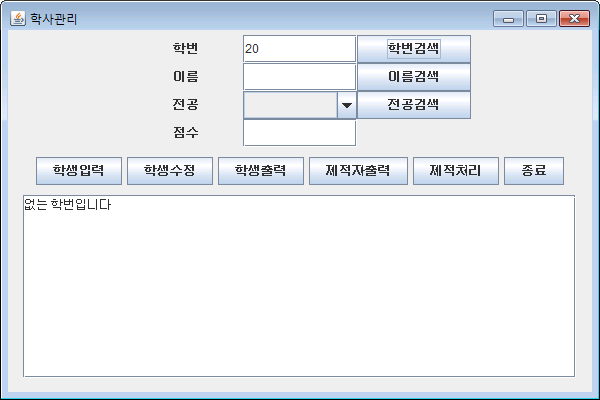 학사관리
학번 20 학번검색
이름 이름검색
전공 전공검색
점수
학생입력 학생수정 학생출력 제적자출력 제적처리 종료
없는 학번입니다